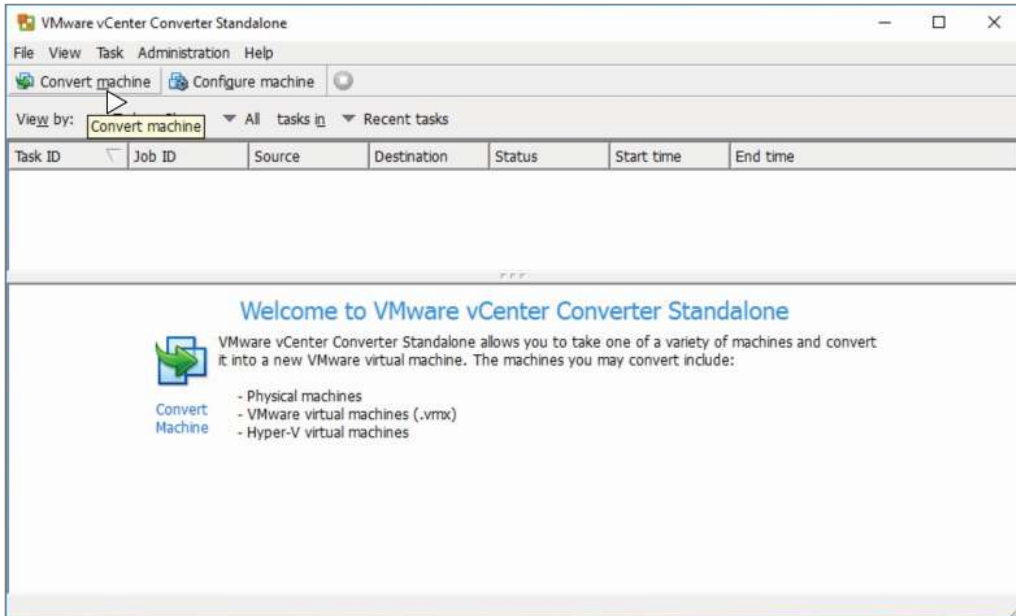 VMware vCenter Converter Standalone
File View Task Administration Help
Convert machine Configure machine
View by: All tasks in Recent tasks
Convert machine
Task ID Job ID Source Destination Status Start time End time
Welcome to VMware vCenter Converter Standalone
VMware vCenter Converter Standalone allows you to take one of a variety of machines and convert
it into a new VMware virtual machine. The machines you may convert include:
- Physical machines
- VMware virtual machines (.vmx)
- Hyper-V virtual machines
Convert
Machine